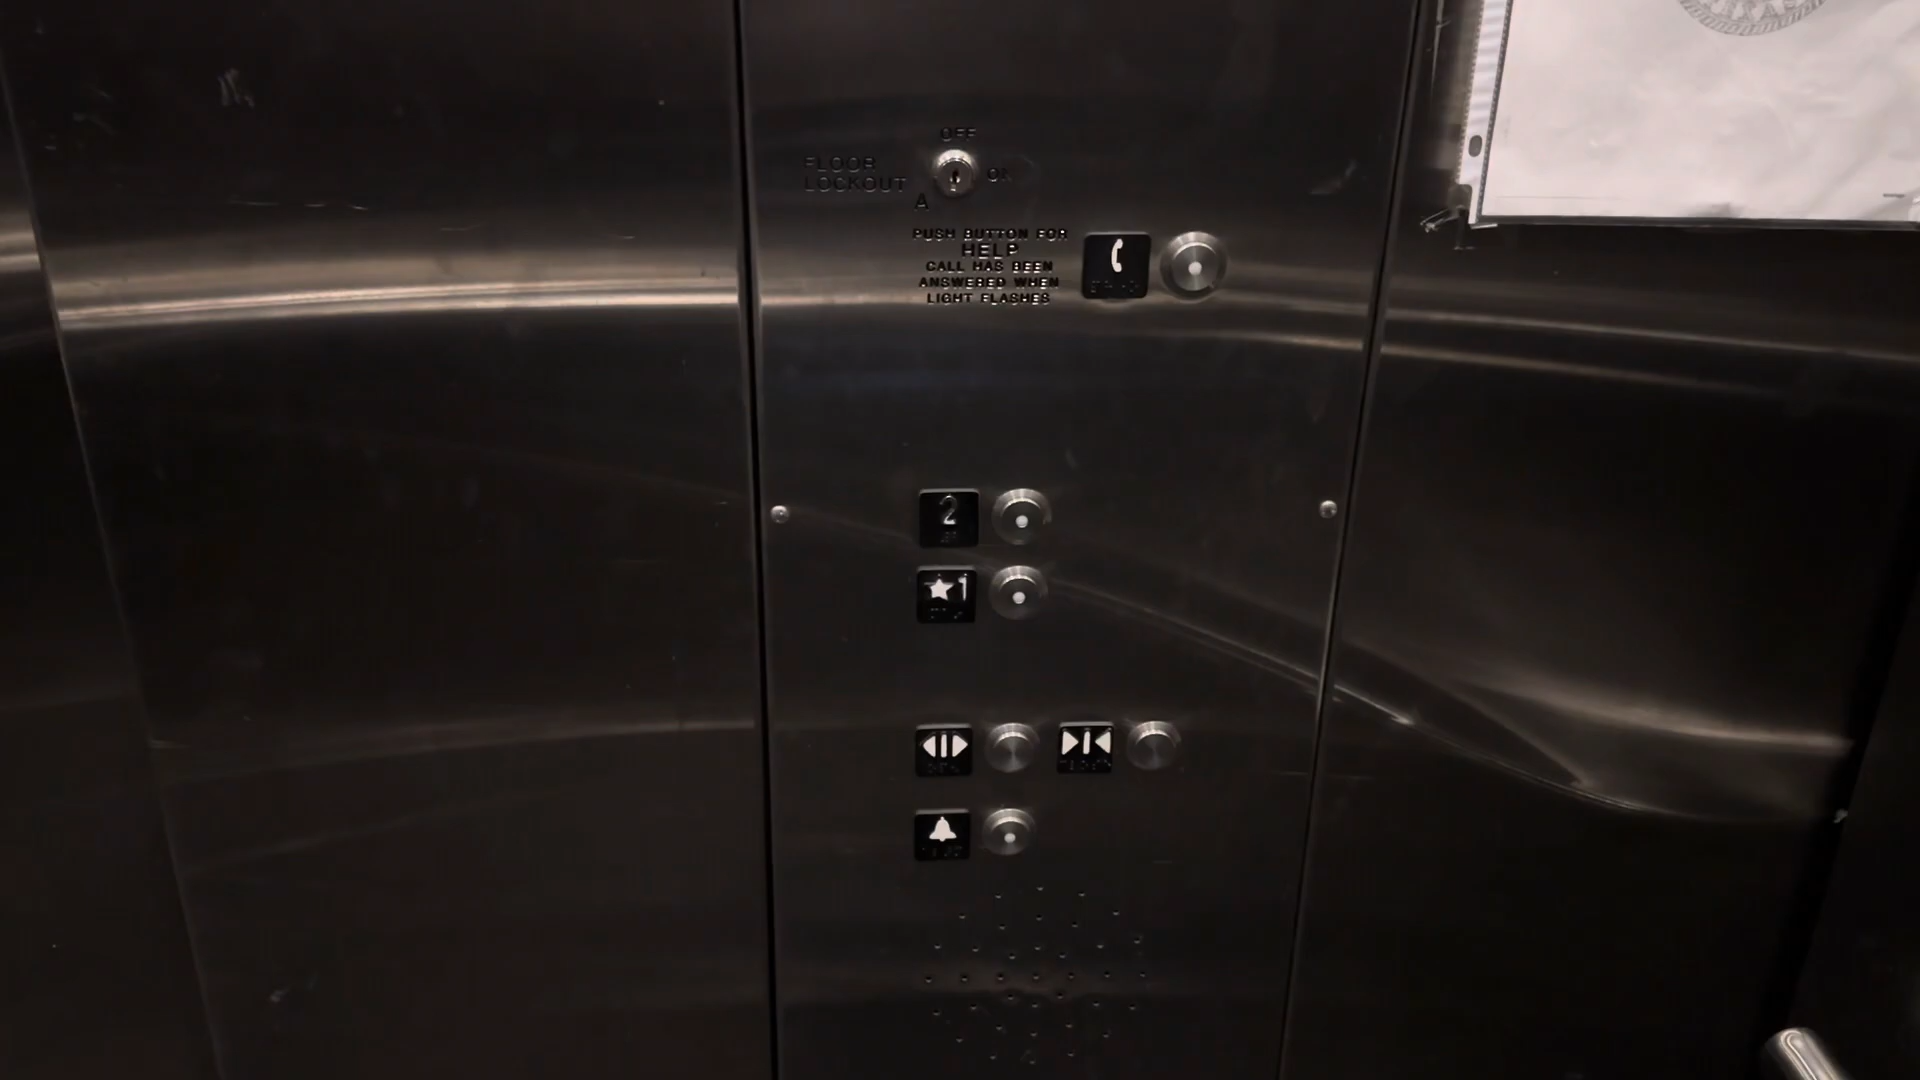 OFF
FLOOR
LOCKOUT
ON
A
PUSH BUTTON FOR
HELP
CALL HAS BEEN
ANSWERED WHEN
LIGHT FLASHES
2
★1